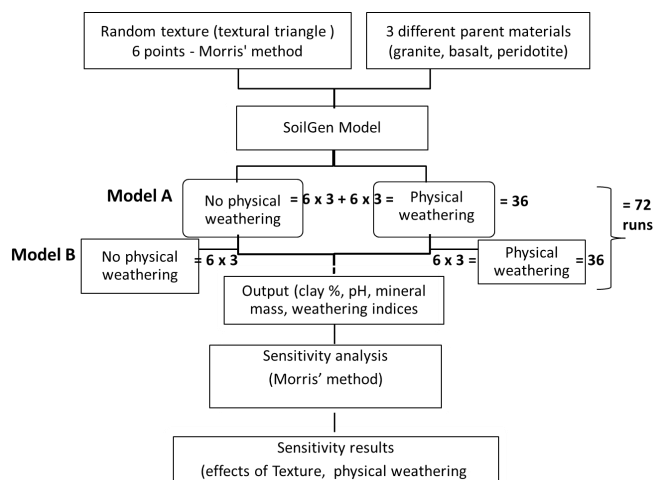 Random texture (textural triangle )
6 points - Morris' method
3 different parent materials
(granite, basalt, peridotite)
SoilGen Model
Model A
No physical
weathering
= 6 x 3 + 6 x 3 =
Physical
weathering
= 36
= 72
runs
Model B
No physical
weathering
= 6 x 3
6 x 3 =
Physical
weathering
= 36
Output (clay %, pH, mineral
mass, weathering indices
Sensitivity analysis
(Morris’ method)
Sensitivity results
(effects of Texture, physical weathering